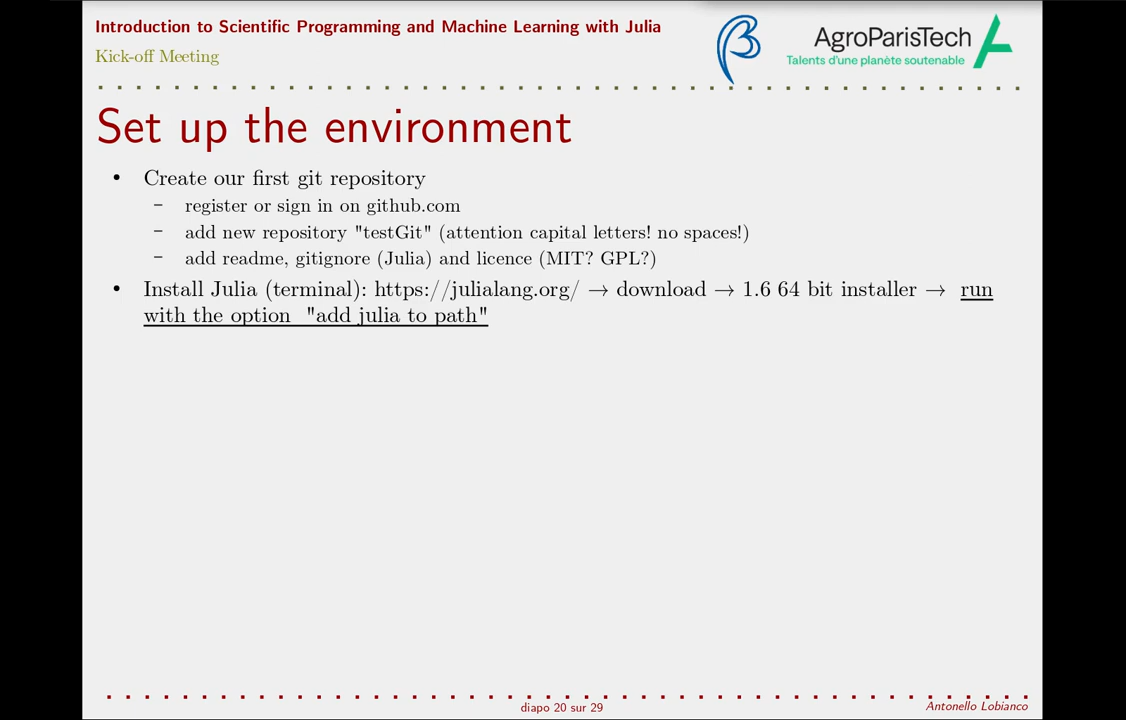 Introduction to Scientific Programming and Machine Learning with Julia
Kick-off Meeting
AgroParisTech
Talents d'une planète soutenable
Set up the environment
• Create our first git repository
– register or sign in on github.com
– add new repository "testGit" (attention capital letters! no spaces!)
– add readme, gitignore (Julia) and licence (MIT? GPL?)
• Install Julia (terminal): https://julialang.org/ → download → 1.6 64 bit installer → run
with the option "add julia to path"
diapo 20 sur 29
Antonello Lobianco